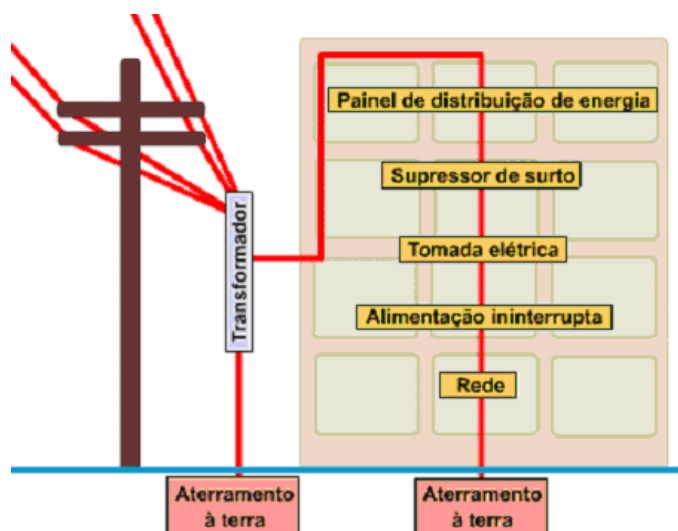 Painel de distribuição de energia
Supressor de surto
Transformador
Tomada elétrica
Alimentação ininterrupta
Rede
Aterramento
à terra
Aterramento
à terra